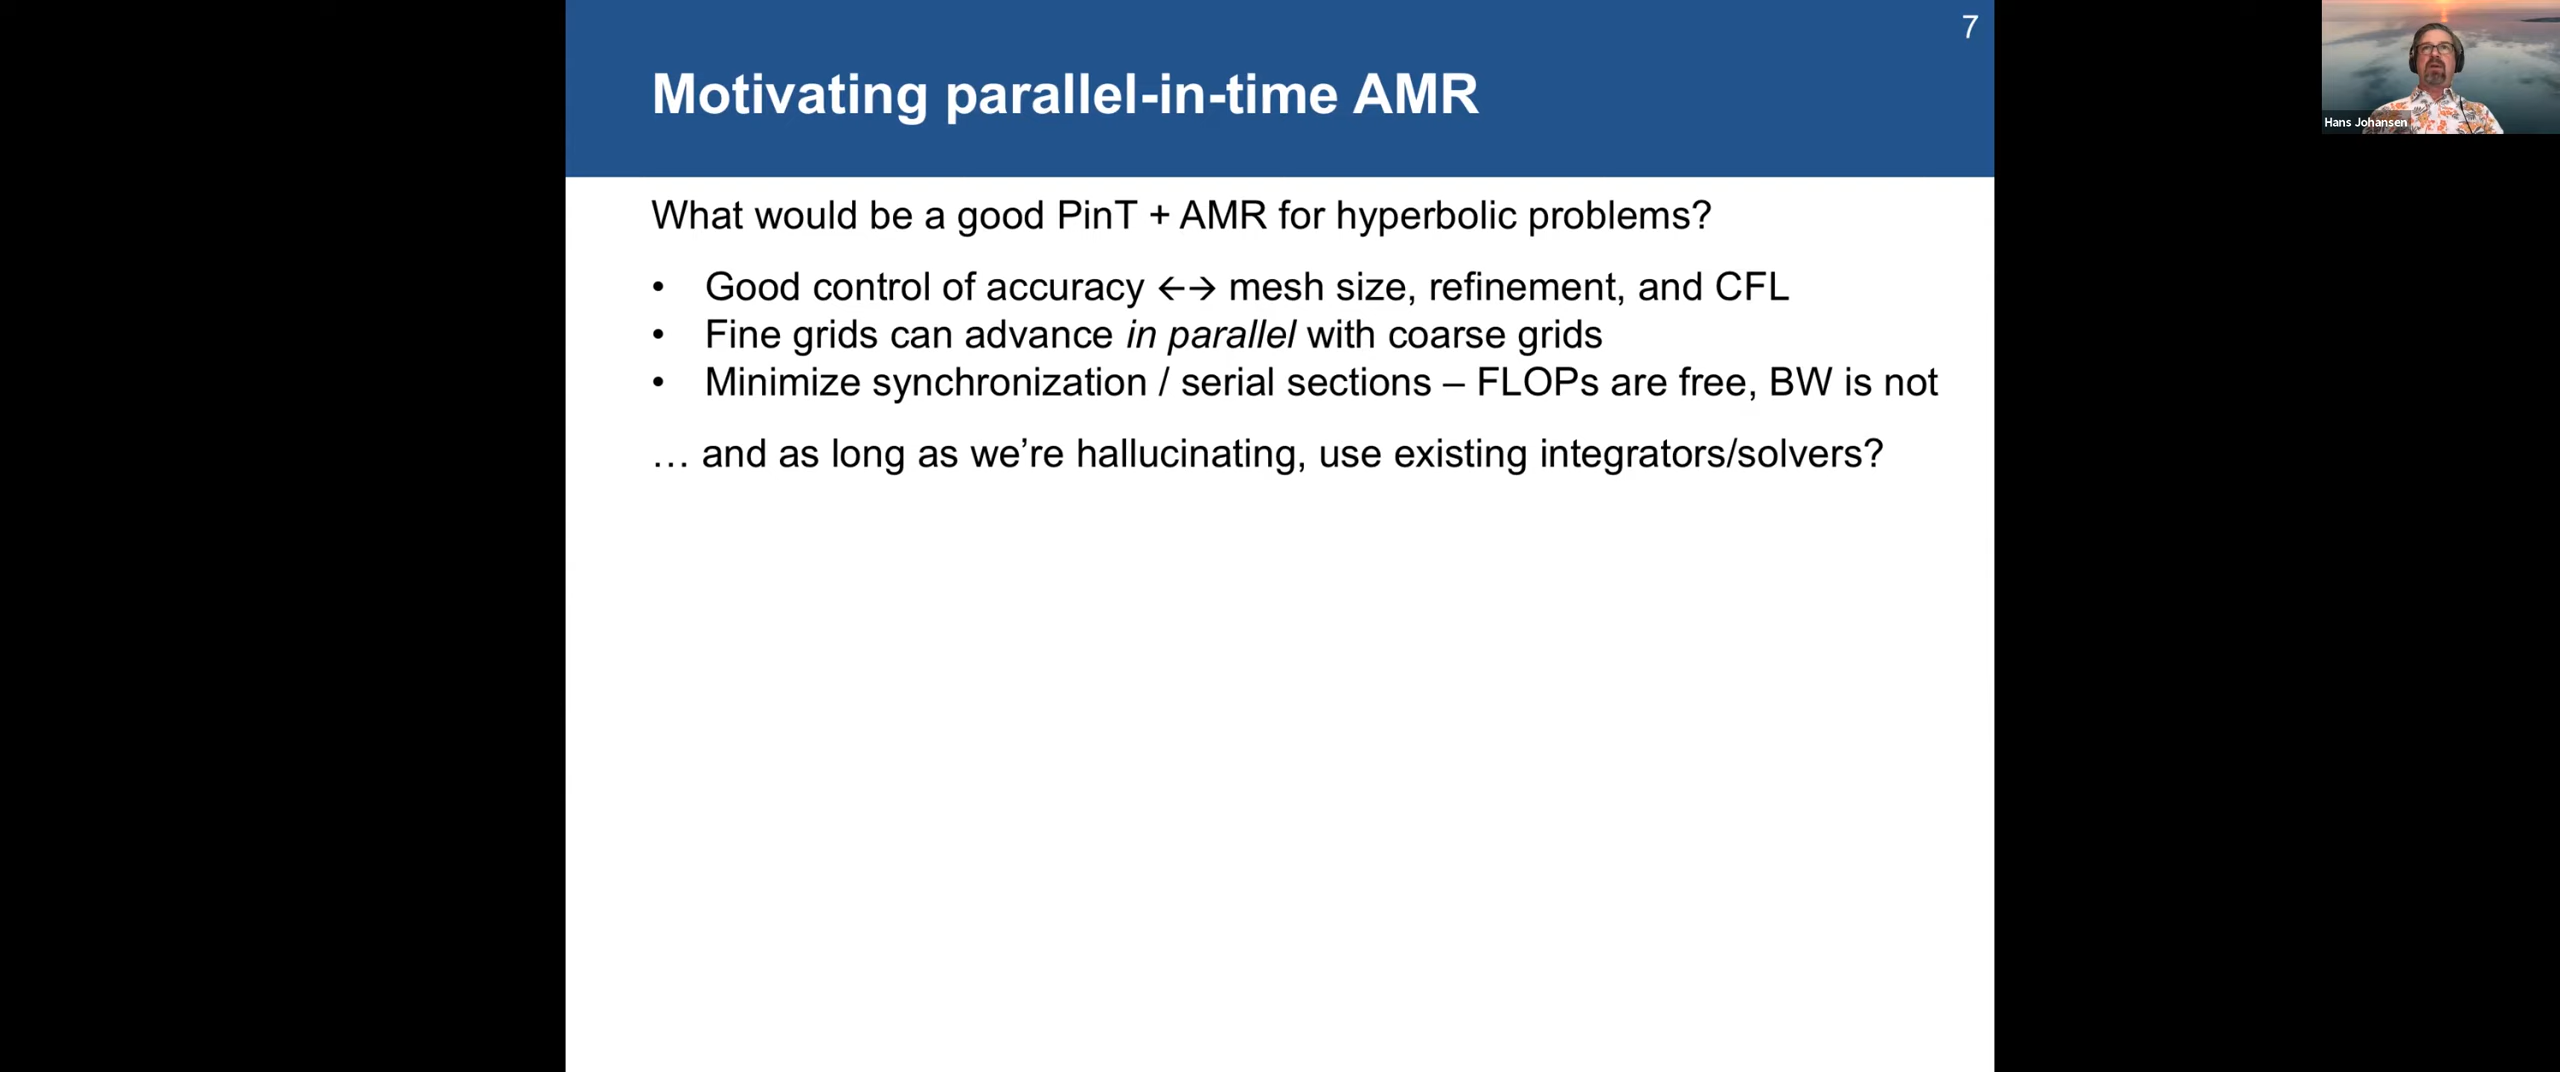 7
Motivating parallel-in-time AMR
What would be a good PinT + AMR for hyperbolic problems?
• Good control of accuracy ←→ mesh size, refinement, and CFL
• Fine grids can advance in parallel with coarse grids
• Minimize synchronization / serial sections – FLOPs are free, BW is not
… and as long as we’re hallucinating, use existing integrators/solvers?
Hans Johansen